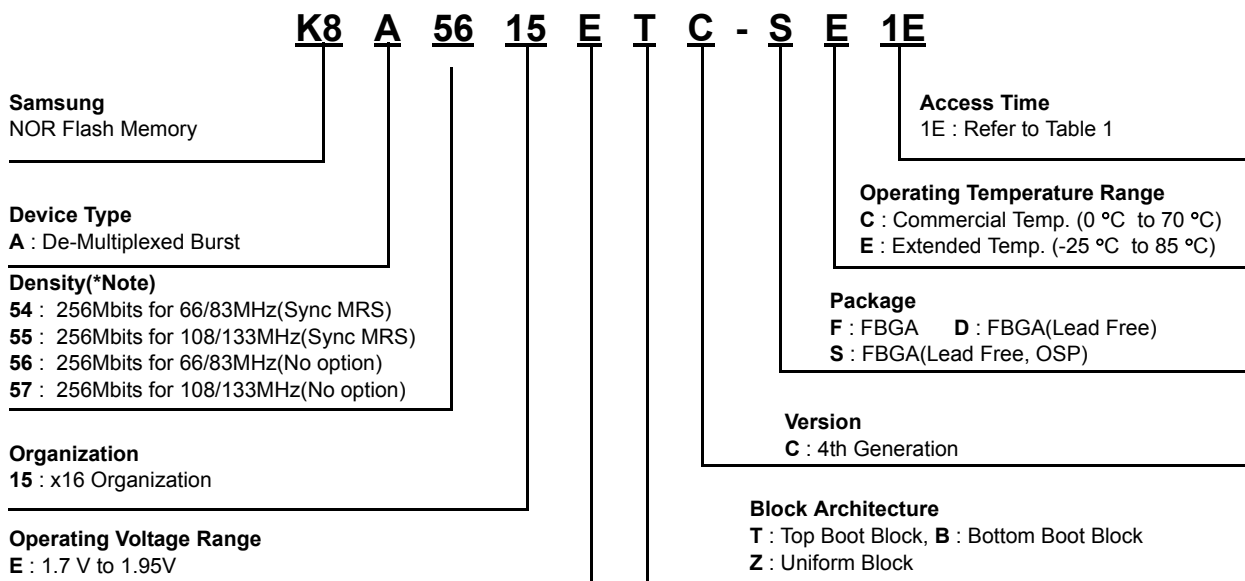 K8 A 56 15 E T C - S E 1E
Samsung
NOR Flash Memory
Access Time
1E : Refer to Table 1
Device Type
A : De-Multiplexed Burst
Operating Temperature Range
C : Commercial Temp. (0 °C to 70 °C)
E : Extended Temp. (-25 °C to 85 °C)
Density(*Note)
54 : 256Mbits for 66/83MHz(Sync MRS)
55 : 256Mbits for 108/133MHz(Sync MRS)
56 : 256Mbits for 66/83MHz(No option)
57 : 256Mbits for 108/133MHz(No option)
Package
F : FBGA D : FBGA(Lead Free)
S : FBGA(Lead Free, OSP)
Organization
15 : x16 Organization
Version
C : 4th Generation
Operating Voltage Range
E : 1.7 V to 1.95V
Block Architecture
T : Top Boot Block, B : Bottom Boot Block
Z : Uniform Block